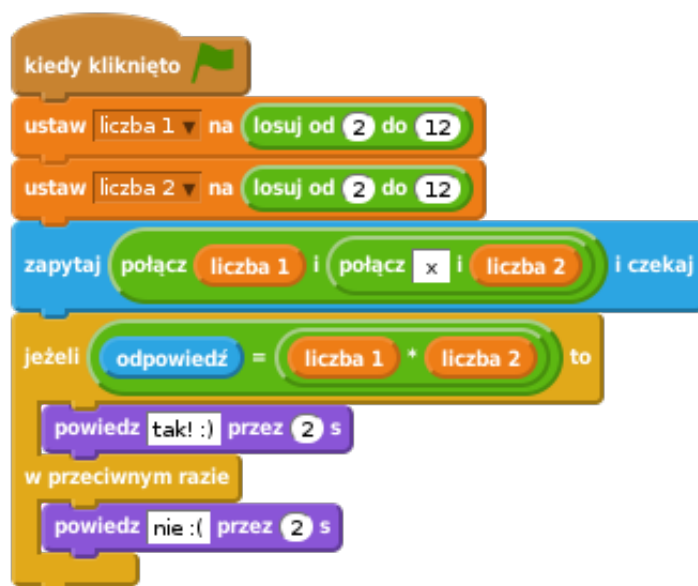 kiedy kliknięto
ustaw liczba 1 na losuj od 2 do 12
ustaw liczba 2 na losuj od 2 do 12
zapytaj połącz liczba 1 i połącz x i liczba 2 i czekaj
jeżeli odpowiedź = liczba 1 * liczba 2 to
powiedz tak! :) przez 2 s
w przeciwnym razie
powiedz nie :( przez 2 s